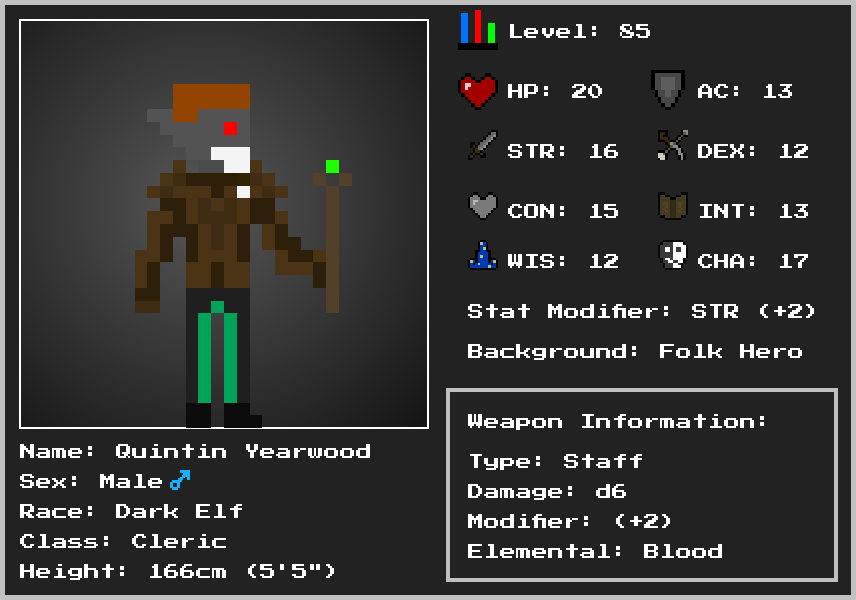 Level: 85
HP: 20
AC: 13
STR: 16
DEX: 12
CON: 15
INT: 13
WIS: 12
CHA: 17
Stat Modifier: STR (+2)
Background: Folk Hero
Weapon Information:
Type: Staff
Damage: d6
Modifier: (+2)
Elemental: Blood
Name: Quintin Yearwood
Sex: Male♂
Race: Dark Elf
Class: Cleric
Height: 166cm (5'5")